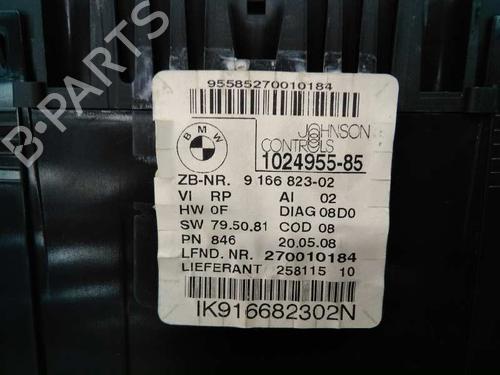 B-PARTS
95585270010184
BMW
JOHNSON
CONTROLS
1024955-85
ZB-NR. 9 166 823-02
VI RP AI 02
HW 0F DIAG 08D0
SW 79.50.81 COD 08
PN 846 20.05.08
LFND. NR. 270010184
LIEFERANT 258115 10
IK916682302N